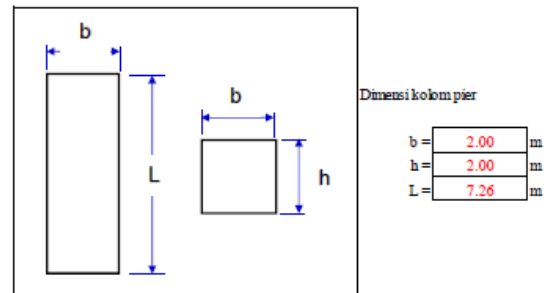 b
b
L
h
Dimensi kolom pier
b = 2.00 m
h = 2.00 m
L = 7.26 m